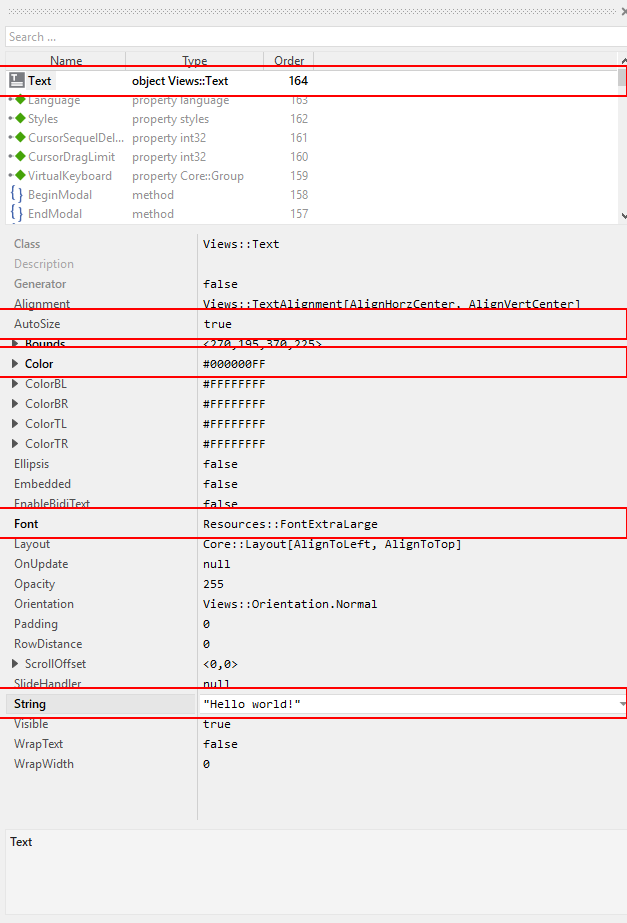 Search ...
Name Type Order
Text object Views::Text 164
Language property language 163
Styles property styles 162
CursorSequelDel... property int32 161
CursorDragLimit property int32 160
VirtualKeyboard property Core::Group 159
{} BeginModal method 158
{} EndModal method 157
Class Views::Text
Description
Generator false
Alignment Views::TextAlignment[AlignHorzCenter, AlignVertCenter]
AutoSize true
Bounds <270,195,370,225>
Color #000000FF
ColorBL #FFFFFFFF
ColorBR #FFFFFFFF
ColorTL #FFFFFFFF
ColorTR #FFFFFFFF
Ellipsis false
Embedded false
EnableBidiText false
Font Resources::FontExtraLarge
Layout Core::Layout[AlignToLeft, AlignToTop]
OnUpdate null
Opacity 255
Orientation Views::Orientation.Normal
Padding 0
RowDistance 0
ScrollOffset <0,0>
SlideHandler null
String "Hello world!"
Visible true
WrapText false
WrapWidth 0
Text